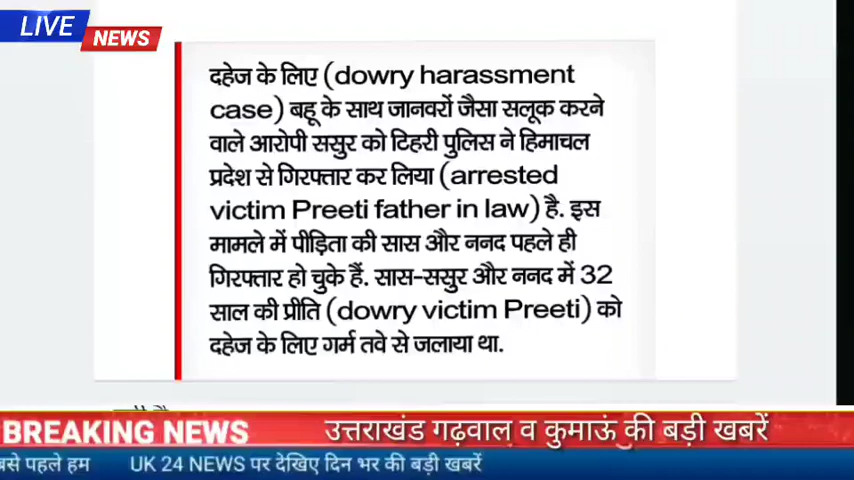 LIVE
NEWS
दहेज के लिए (dowry harassment
case) बहू के साथ जानवरों जैसा सलूक करने
वाले आरोपी ससुर को टिहरी पुलिस ने हिमाचल
प्रदेश से गिरफ्तार कर लिया (arrested
victim Preeti father in law) है. इस
मामले में पीड़िता की सास और ननद पहले ही
गिरफ्तार हो चुके हैं. सास-ससुर और ननद में 32
साल की प्रीति (dowry victim Preeti) को
दहेज के लिए गर्म तवे से जलाया था.
BREAKING NEWS
उत्तराखंड गढ़वाल व कुमाऊं की बड़ी खबरें
पहले हम UK 24 NEWS पर देखिए दिन भर की बड़ी खबरें